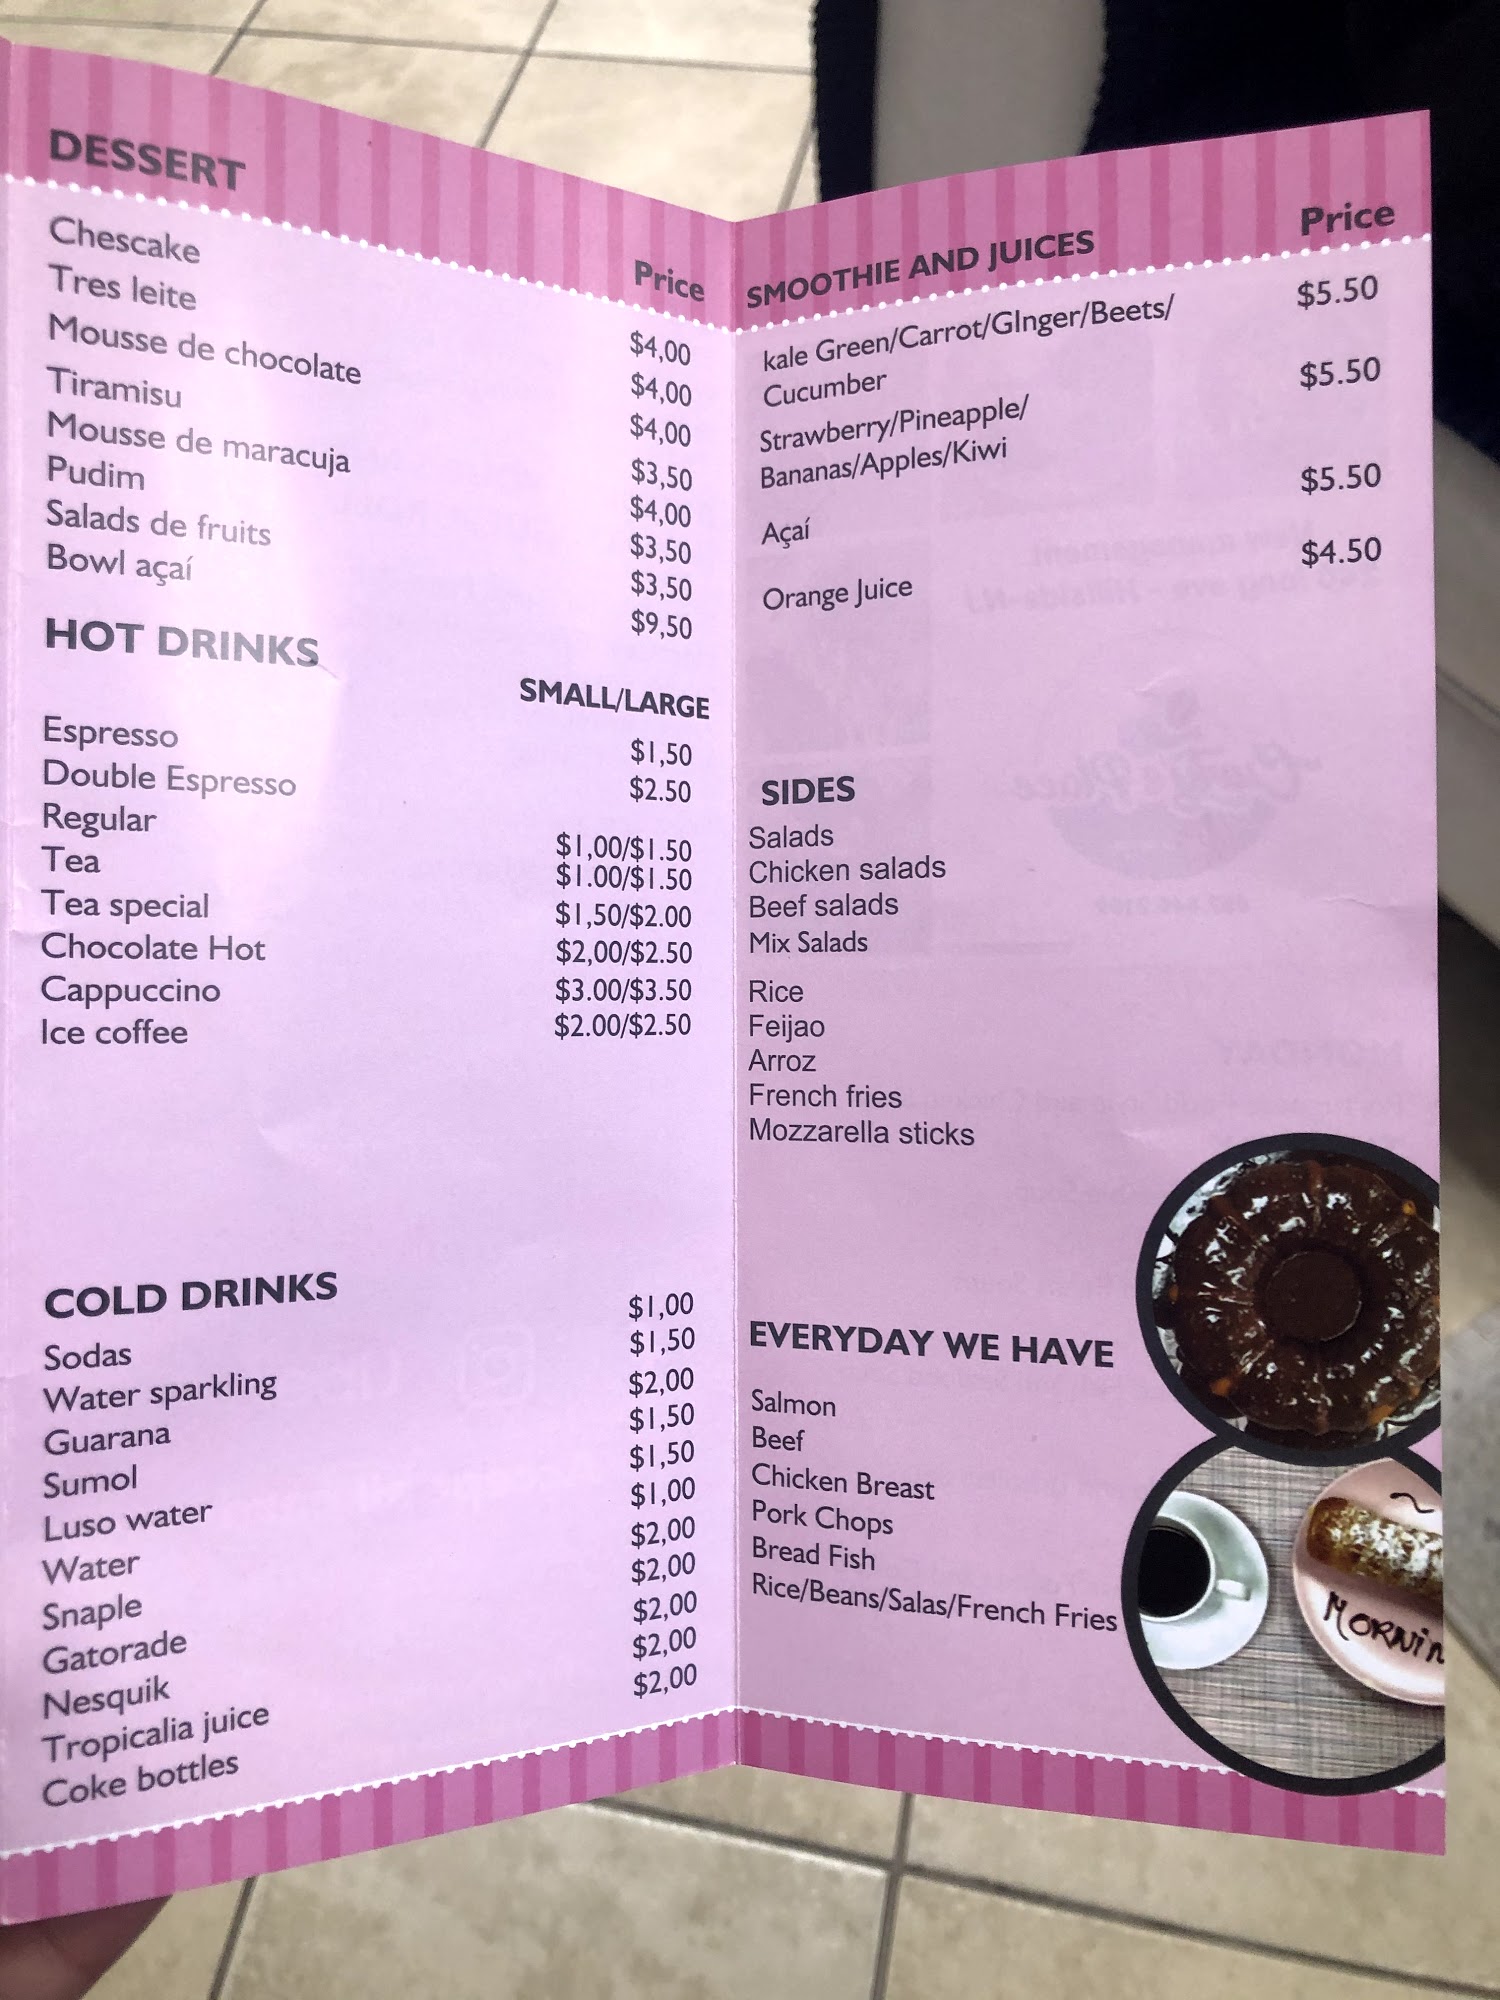 DESSERT
Price
Chescake $4,00
Tres leite $4,00
Mousse de chocolate $4,00
Tiramisu $3,50
Mousse de maracuja $4,00
Pudim $3,50
Salads de fruits $3,50
Bowl açaí $9,50
HOT DRINKS
SMALL/LARGE
Espresso $1,50
Double Espresso $2.50
Regular $1,00/$1.50
Tea $1.00/$1.50
Tea special $1,50/$2.00
Chocolate Hot $2,00/$2.50
Cappuccino $3.00/$3.50
Ice coffee $2.00/$2.50
COLD DRINKS
Sodas $1,00
Water sparkling $1,50
Guarana $2,00
Sumol $1,50
Luso water $1,50
Water $1,00
Snaple $2,00
Gatorade $2,00
Nesquik $2,00
Tropicalia juice $2,00
Coke bottles $2,00
SMOOTHIE AND JUICES Price
kale Green/Carrot/GInger/Beets/ $5.50
Cucumber
Strawberry/Pineapple/ $5.50
Bananas/Apples/Kiwi
Açaí $5.50
Orange Juice $4.50
SIDES
Salads
Chicken salads
Beef salads
Mix Salads
Rice
Feijao
Arroz
French fries
Mozzarella sticks
EVERYDAY WE HAVE
Salmon
Beef
Chicken Breast
Pork Chops
Bread Fish
Rice/Beans/Salas/French Fries
MORNIN